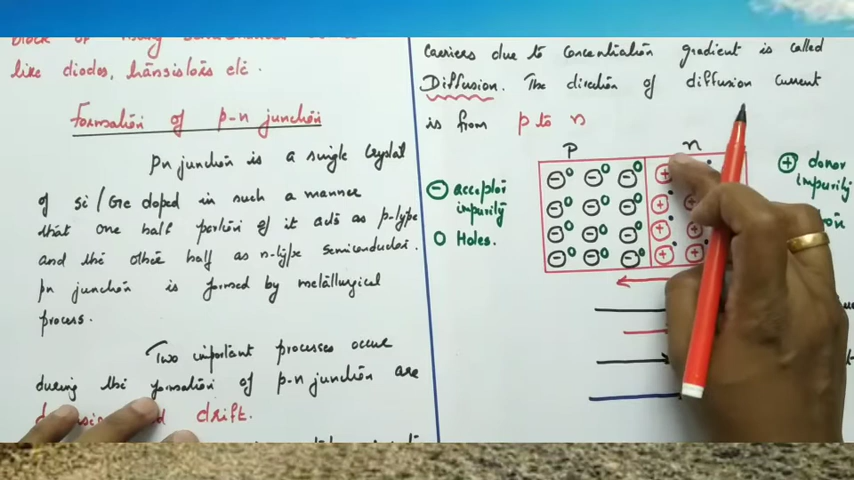 like diodes, transistors etc.
Formation of p-n junction
pn junction is a single crystal
of si/Ge doped in such a manner
that one half portion of it acts as p-type
and the other half as n-type semiconductor.
pn junction is formed by metallurgical
process.
Two important processes occur
during the formation of p-n junction are
drift.
carriers due to concentration gradient is called
Diffusion. The direction of diffusion current
is from p to n
p n
⊖ acceptor
impurity
o Holes.
⊕ donor
impurity